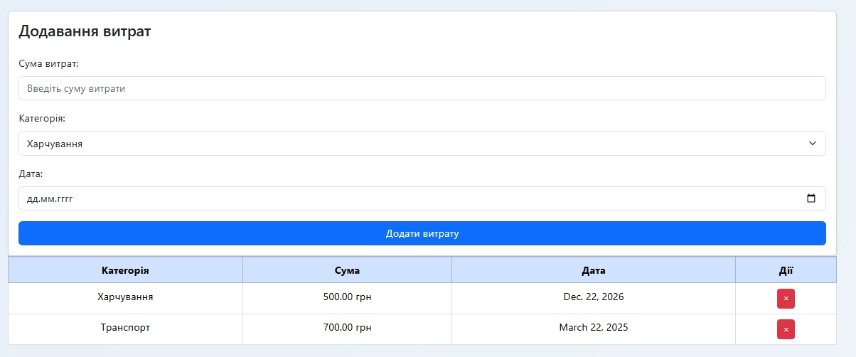 Додавання витрат
Сума витрат:
Введіть суму витрати
Категорія:
Харчування
Дата:
дд.мм.гггг
Додати витрату
Категорія Сума Дата Дії
Харчування 500.00 грн Dec. 22, 2026 ×
Транспорт 700.00 грн March 22, 2025 ×